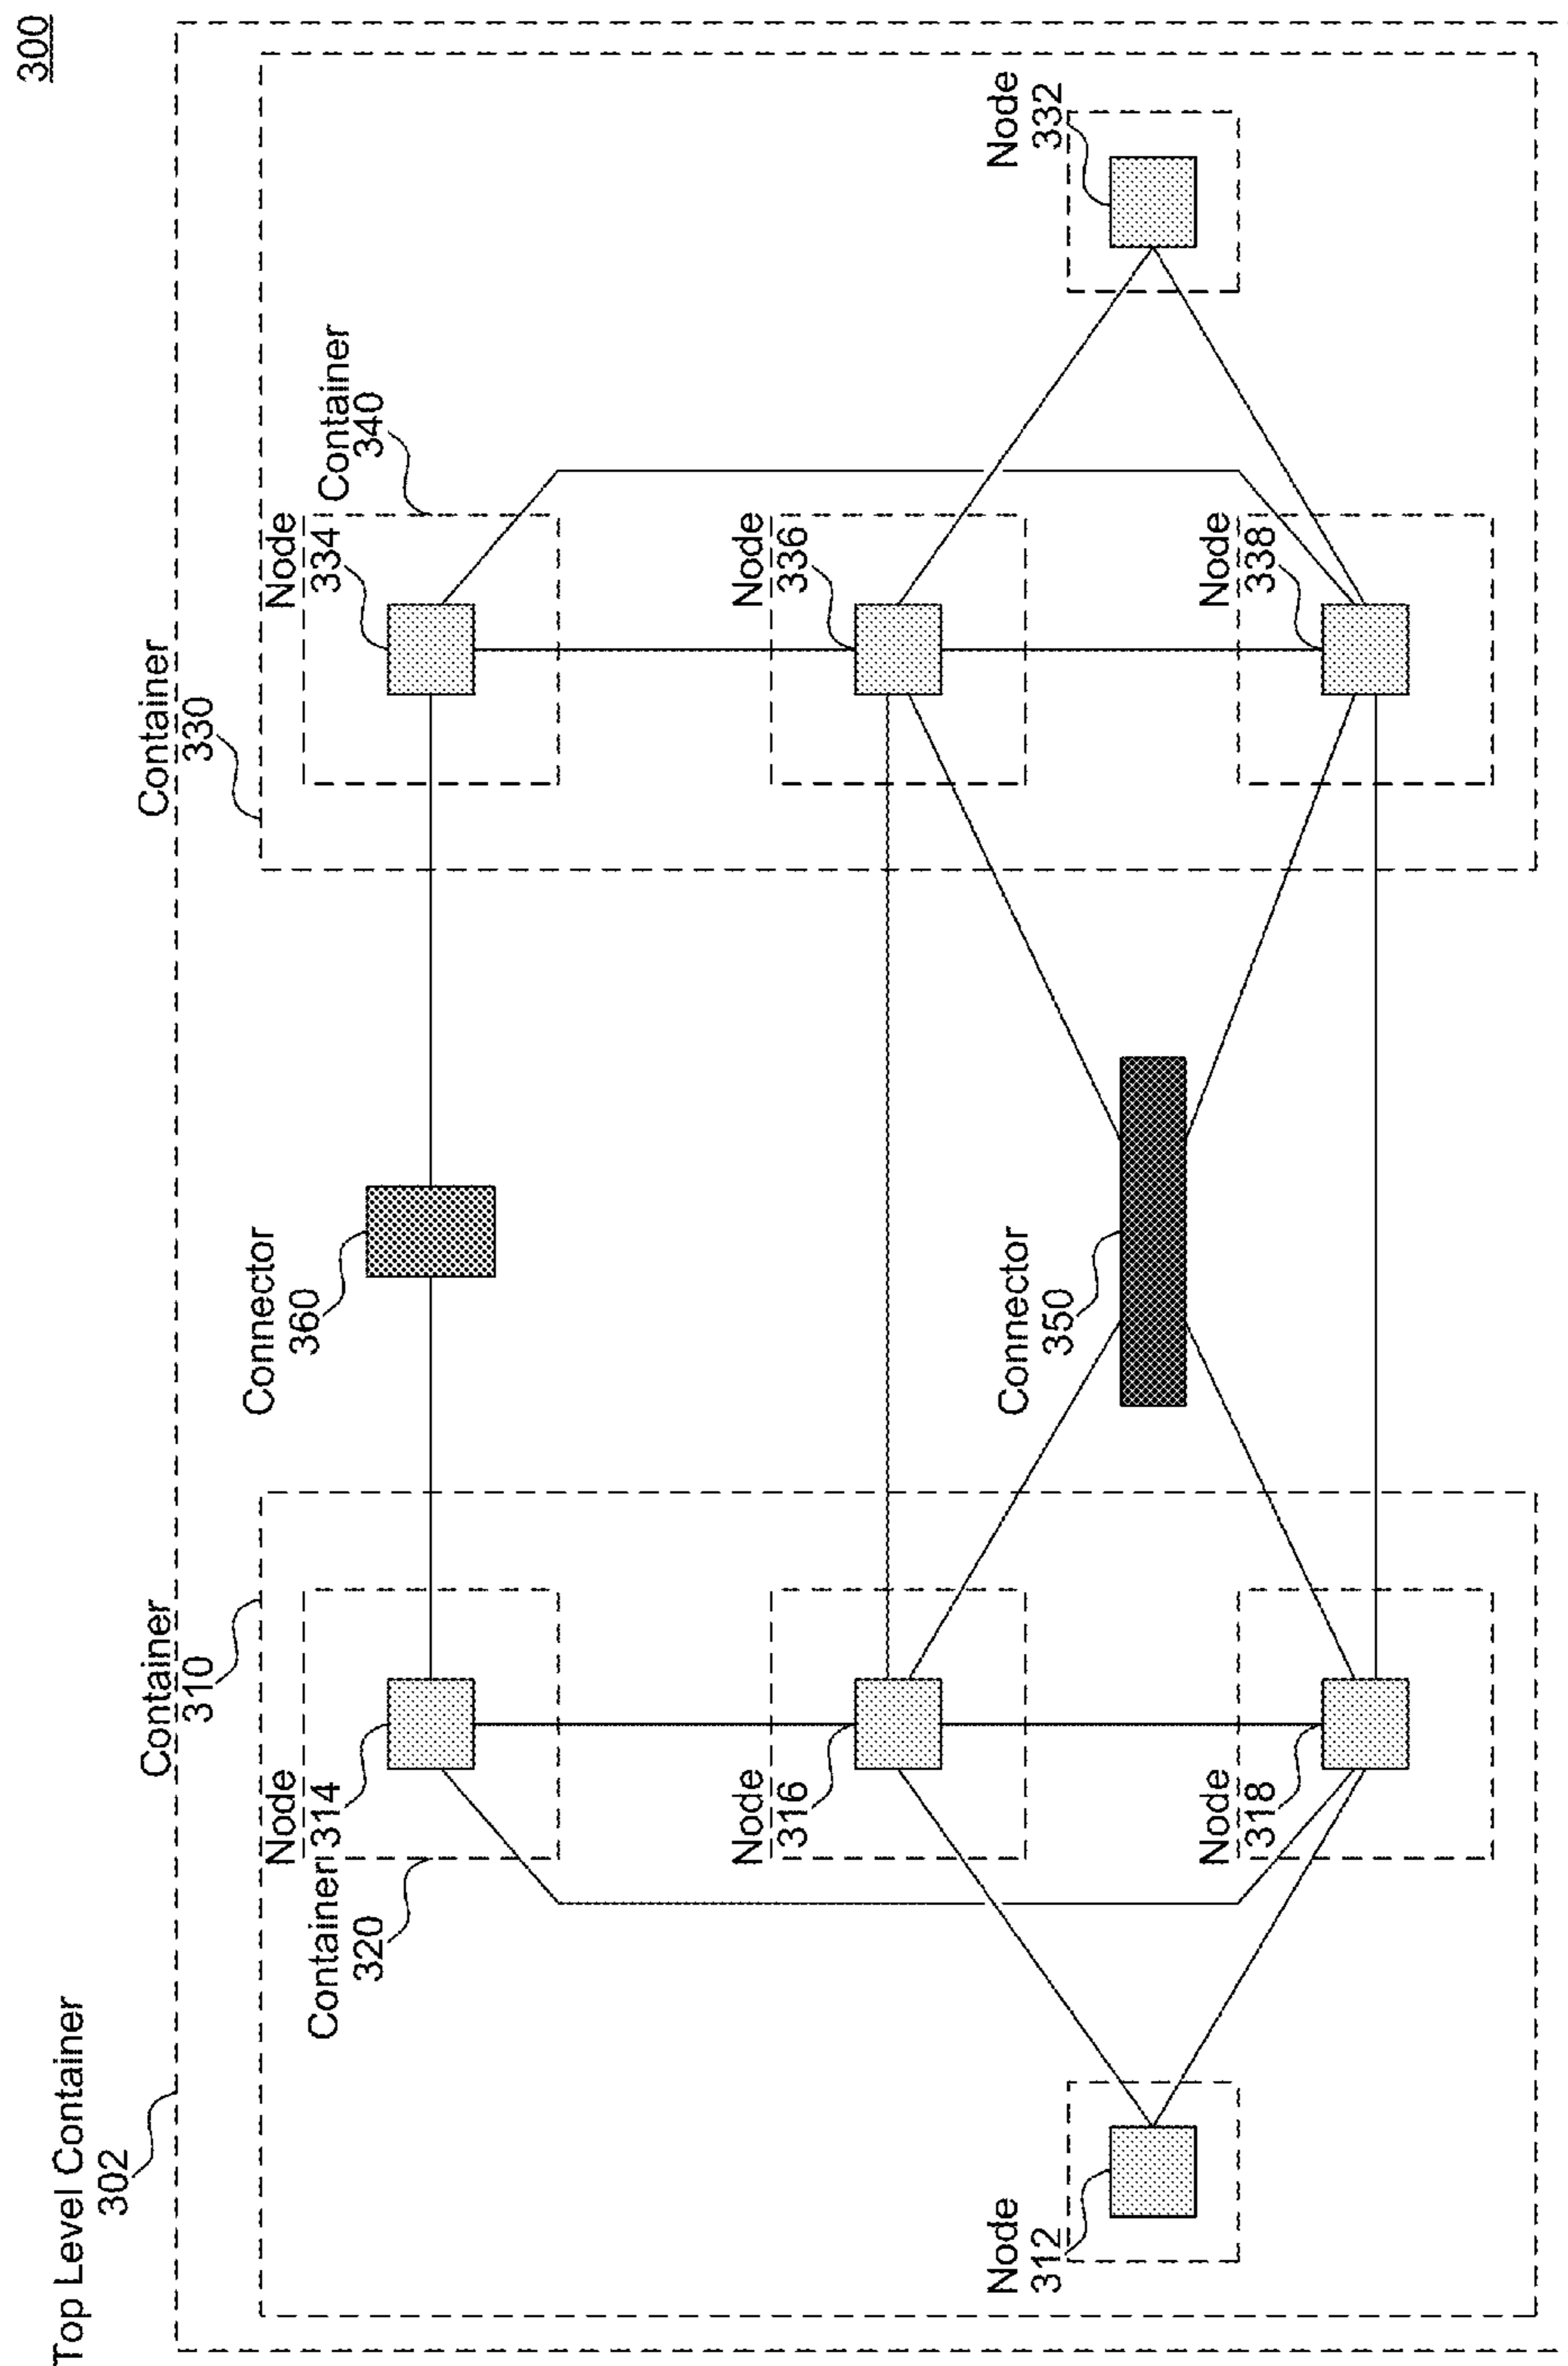 300
Top Level Container
302
Container
310
Container
330
Container
320
Node
314
Connector
360
Node
334
Container
340
Node
316
Node
336
Node
312
Connector
350
Node
332
Node
318
Node
338